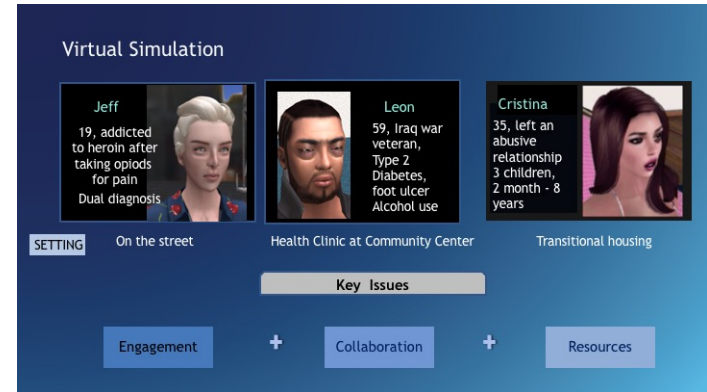 Virtual Simulation
Jeff
19, addicted
to heroin after
taking opiods
for pain
Dual diagnosis
Leon
59, Iraq war
veteran,
Type 2
Diabetes,
foot ulcer
Alcohol use
Cristina
35, left an
abusive
relationship
3 children,
2 month - 8
years
SETTING
On the street
Health Clinic at Community Center
Transitional housing
Key Issues
Engagement + Collaboration + Resources